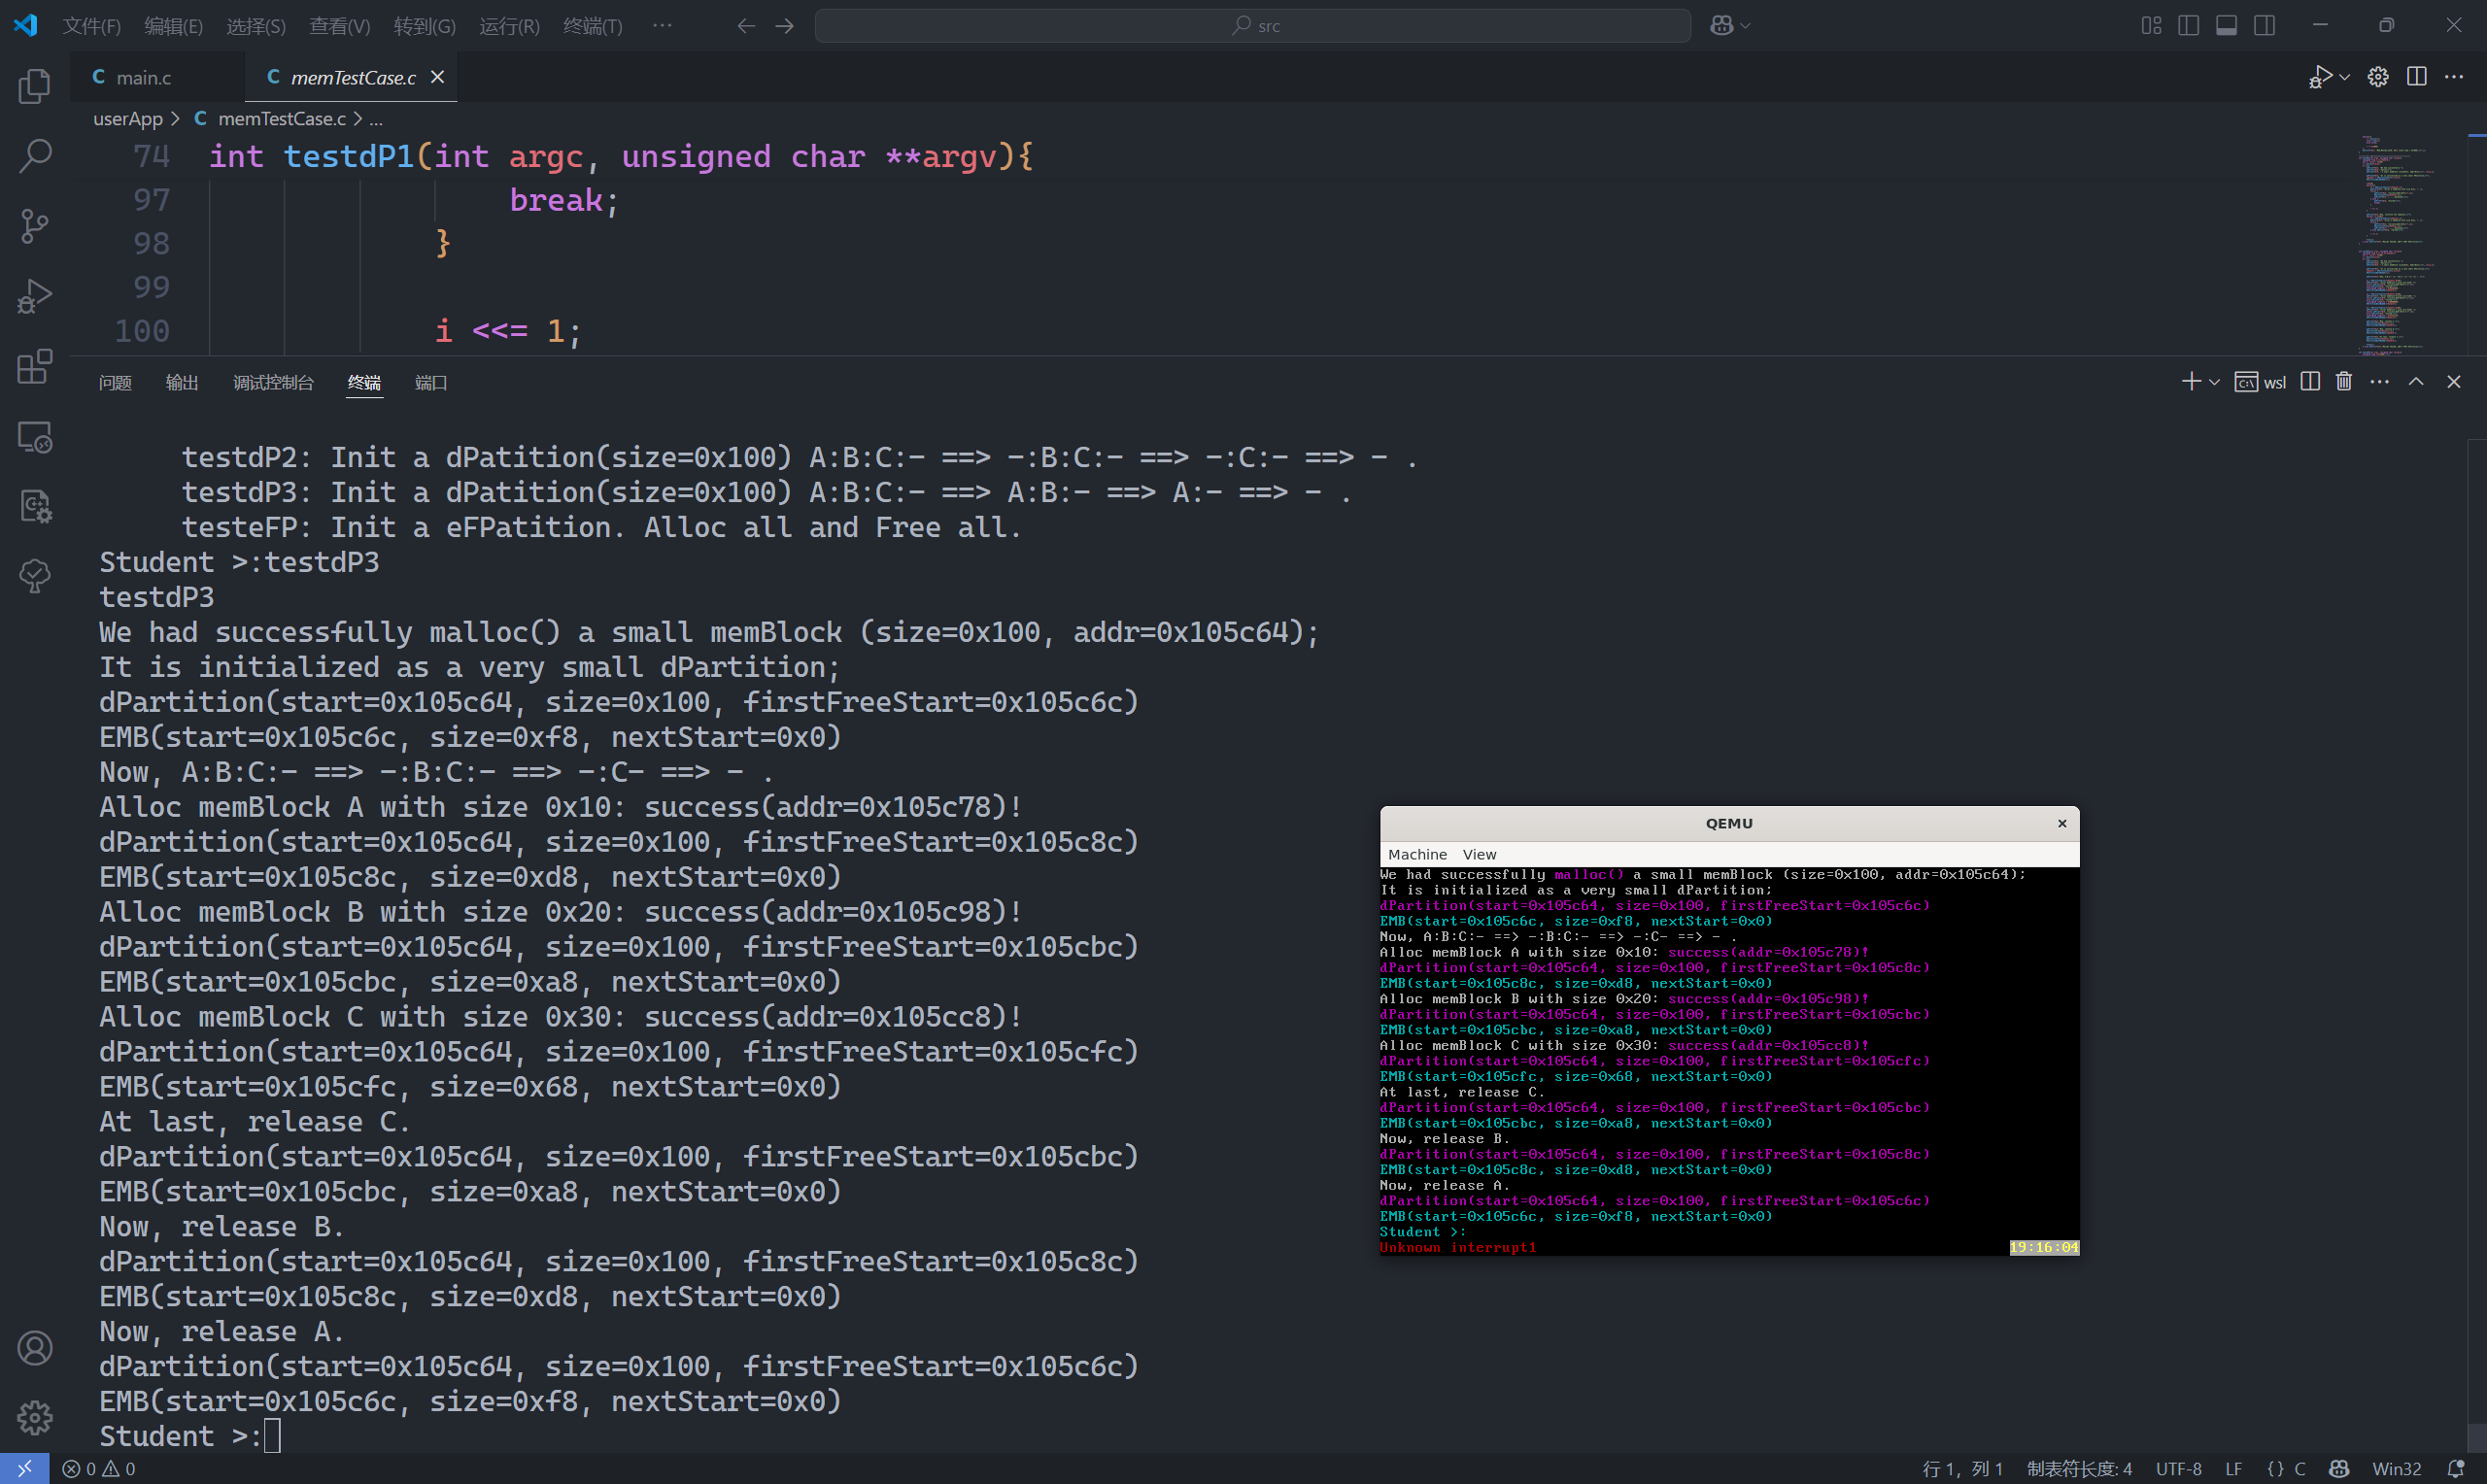 文件(F) 编辑(E) 选择(S) 查看(V) 转到(G) 运行(R) 终端(T) ··· src
main.c memTestCase.c
userApp > C memTestCase.c > ...
74 int testdP1(int argc, unsigned char **argv){
97 break;
98 }
99
100 i <<= 1;
问题 输出 调试控制台 终端 端口 wsl
testdP2: Init a dPatition(size=0x100) A:B:C:- ==> -:B:C:- ==> -:C:- ==> - .
testdP3: Init a dPatition(size=0x100) A:B:C:- ==> A:B:- ==> A:- ==> - .
testeFP: Init a eFPatition. Alloc all and Free all.
Student >:testdP3
testdP3
We had successfully malloc() a small memBlock (size=0x100, addr=0x105c64);
It is initialized as a very small dPartition;
dPartition(start=0x105c64, size=0x100, firstFreeStart=0x105c6c)
EMB(start=0x105c6c, size=0xf8, nextStart=0x0)
Now, A:B:C:- ==> -:B:C:- ==> -:C- ==> - .
Alloc memBlock A with size 0x10: success(addr=0x105c78)!
dPartition(start=0x105c64, size=0x100, firstFreeStart=0x105c8c)
EMB(start=0x105c8c, size=0xd8, nextStart=0x0)
Alloc memBlock B with size 0x20: success(addr=0x105c98)!
dPartition(start=0x105c64, size=0x100, firstFreeStart=0x105cbc)
EMB(start=0x105cbc, size=0xa8, nextStart=0x0)
Alloc memBlock C with size 0x30: success(addr=0x105cc8)!
dPartition(start=0x105c64, size=0x100, firstFreeStart=0x105cfc)
EMB(start=0x105cfc, size=0x68, nextStart=0x0)
At last, release C.
dPartition(start=0x105c64, size=0x100, firstFreeStart=0x105cbc)
EMB(start=0x105cbc, size=0xa8, nextStart=0x0)
Now, release B.
dPartition(start=0x105c64, size=0x100, firstFreeStart=0x105c8c)
EMB(start=0x105c8c, size=0xd8, nextStart=0x0)
Now, release A.
dPartition(start=0x105c64, size=0x100, firstFreeStart=0x105c6c)
EMB(start=0x105c6c, size=0xf8, nextStart=0x0)
Student >:
QEMU
Machine View
We had successfully malloc() a small memBlock (size=0x100, addr=0x105c64);
It is initialized as a very small dPartition;
dPartition(start=0x105c64, size=0x100, firstFreeStart=0x105c6c)
EMB(start=0x105c6c, size=0xf8, nextStart=0x0)
Now, A:B:C:- ==> -:B:C:- ==> -:C- ==> - .
Alloc memBlock A with size 0x10: success(addr=0x105c78)!
dPartition(start=0x105c64, size=0x100, firstFreeStart=0x105c8c)
EMB(start=0x105c8c, size=0xd8, nextStart=0x0)
Alloc memBlock B with size 0x20: success(addr=0x105c98)!
dPartition(start=0x105c64, size=0x100, firstFreeStart=0x105cbc)
EMB(start=0x105cbc, size=0xa8, nextStart=0x0)
Alloc memBlock C with size 0x30: success(addr=0x105cc8)!
dPartition(start=0x105c64, size=0x100, firstFreeStart=0x105cfc)
EMB(start=0x105cfc, size=0x68, nextStart=0x0)
At last, release C.
dPartition(start=0x105c64, size=0x100, firstFreeStart=0x105cbc)
EMB(start=0x105cbc, size=0xa8, nextStart=0x0)
Now, release B.
dPartition(start=0x105c64, size=0x100, firstFreeStart=0x105c8c)
EMB(start=0x105c8c, size=0xd8, nextStart=0x0)
Now, release A.
dPartition(start=0x105c64, size=0x100, firstFreeStart=0x105c6c)
EMB(start=0x105c6c, size=0xf8, nextStart=0x0)
Student >:
Unknown interrupt1 19:16:04
0 0 行 1，列 1 制表符长度: 4 UTF-8 LF {} C Win32